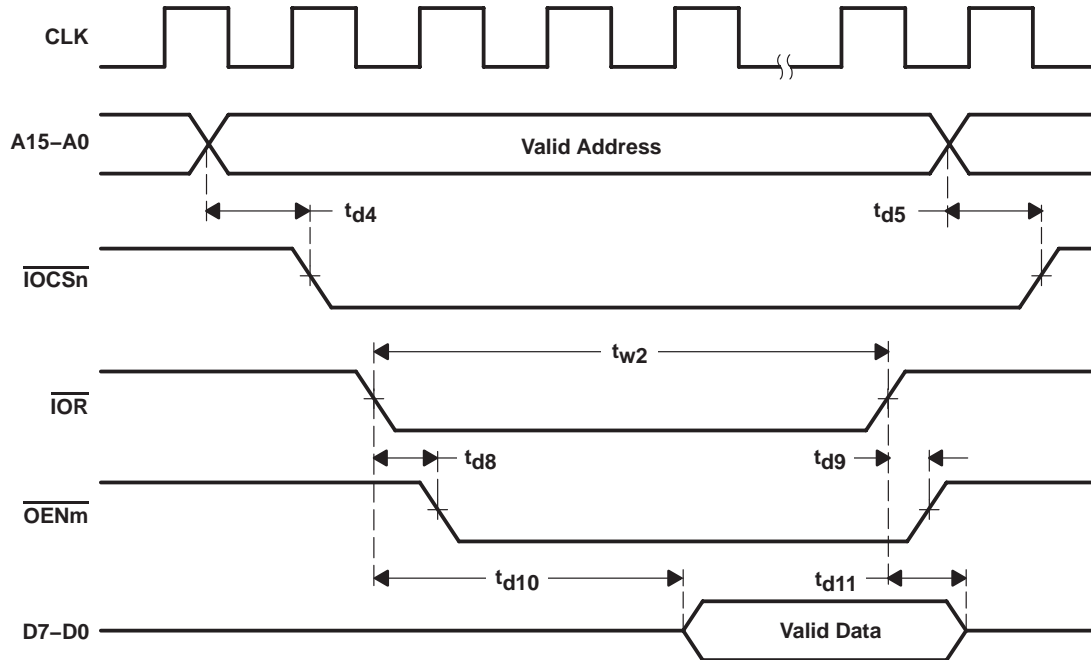 CLK
A15–A0
Valid Address
td4
td5
IOCSn
tw2
IOR
td8
td9
OENm
td10
td11
D7–D0
Valid Data